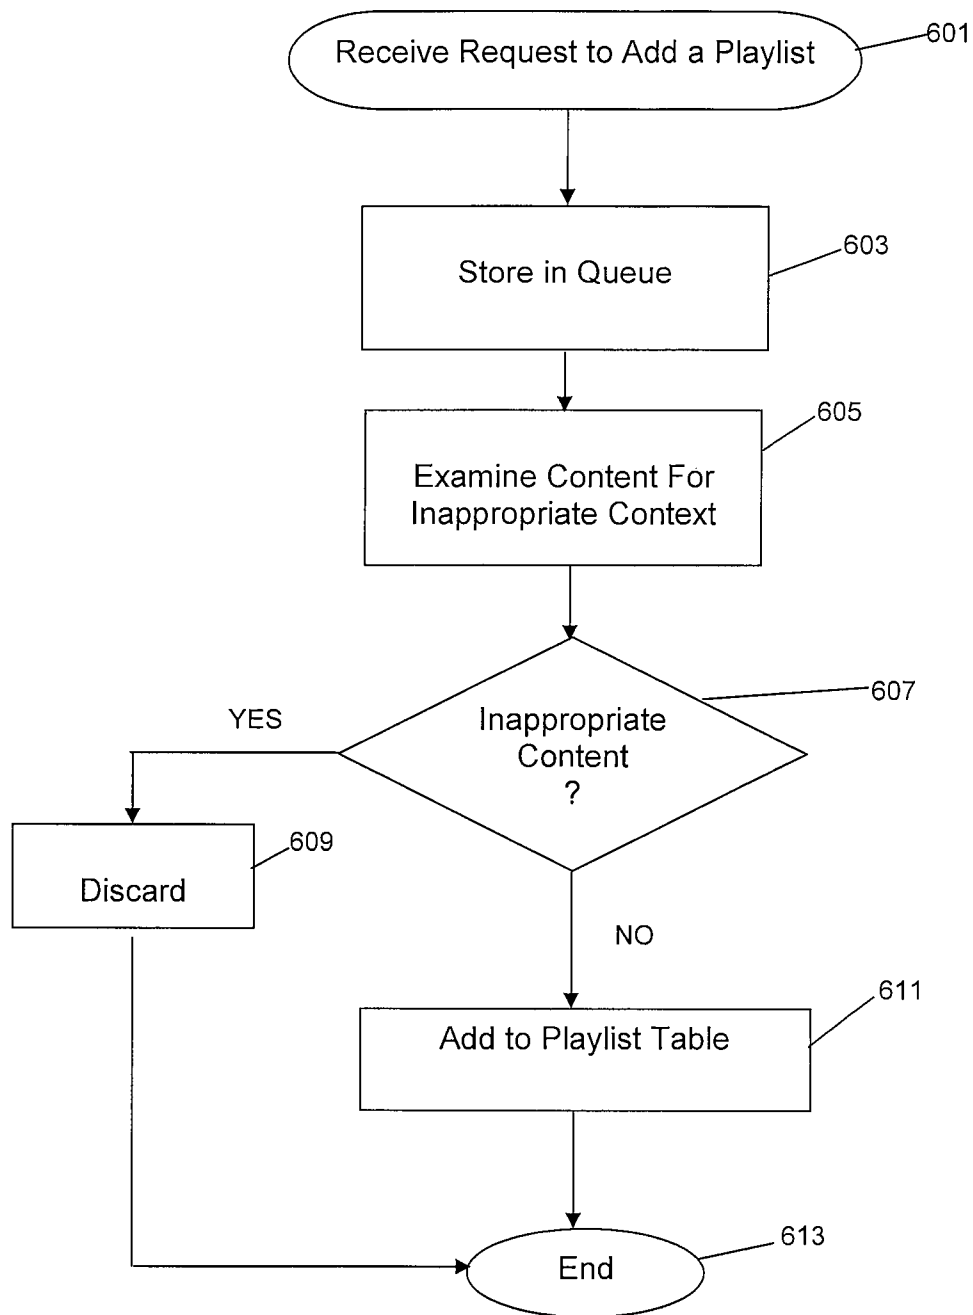 Receive Request to Add a Playlist
601
Store in Queue
603
Examine Content For
Inappropriate Context
605
Inappropriate
Content
?
607
YES
Discard
609
NO
Add to Playlist Table
611
End
613